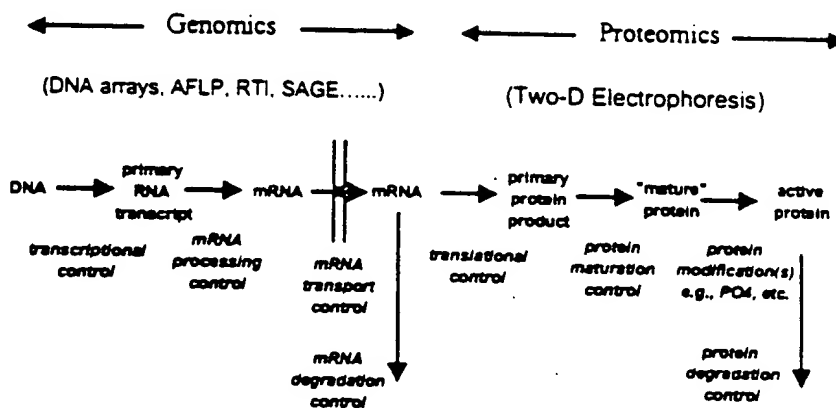 Genomics
Proteomics
(DNA arrays, AFLP, RTI, SAGE......)
(Two-D Electrophoresis)
DNA
primary
RNA
transcript
mRNA
mRNA
primary
protein
product
"mature"
protein
active
protein
transcriptional
control
mRNA
processing
control
mRNA
transport
control
translational
control
protein
maturation
control
protein
modification(s)
e.g., PO4, etc.
mRNA
degradation
control
protein
degradation
control